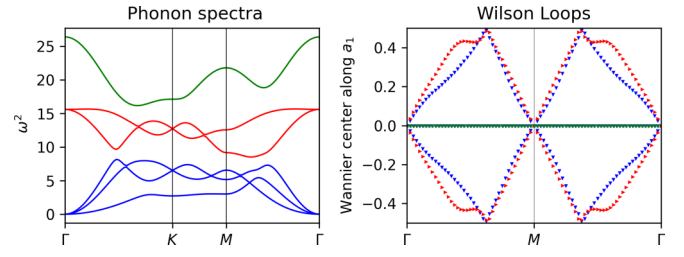 Phonon spectra
25
20
15
10
5
0
ω²
Γ K M Γ
Wilson Loops
0.4
0.2
0.0
−0.2
−0.4
Wannier center along a₁
Γ M Γ